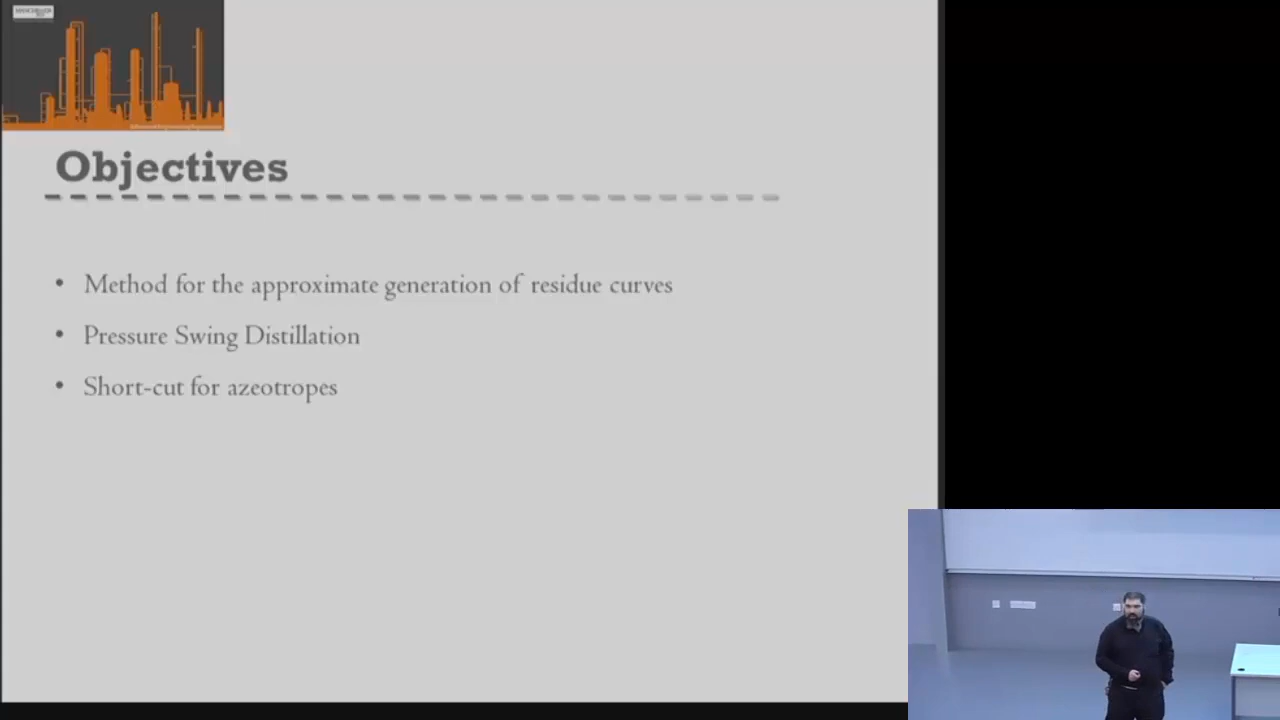 Objectives
• Method for the approximate generation of residue curves
• Pressure Swing Distillation
• Short-cut for azeotropes